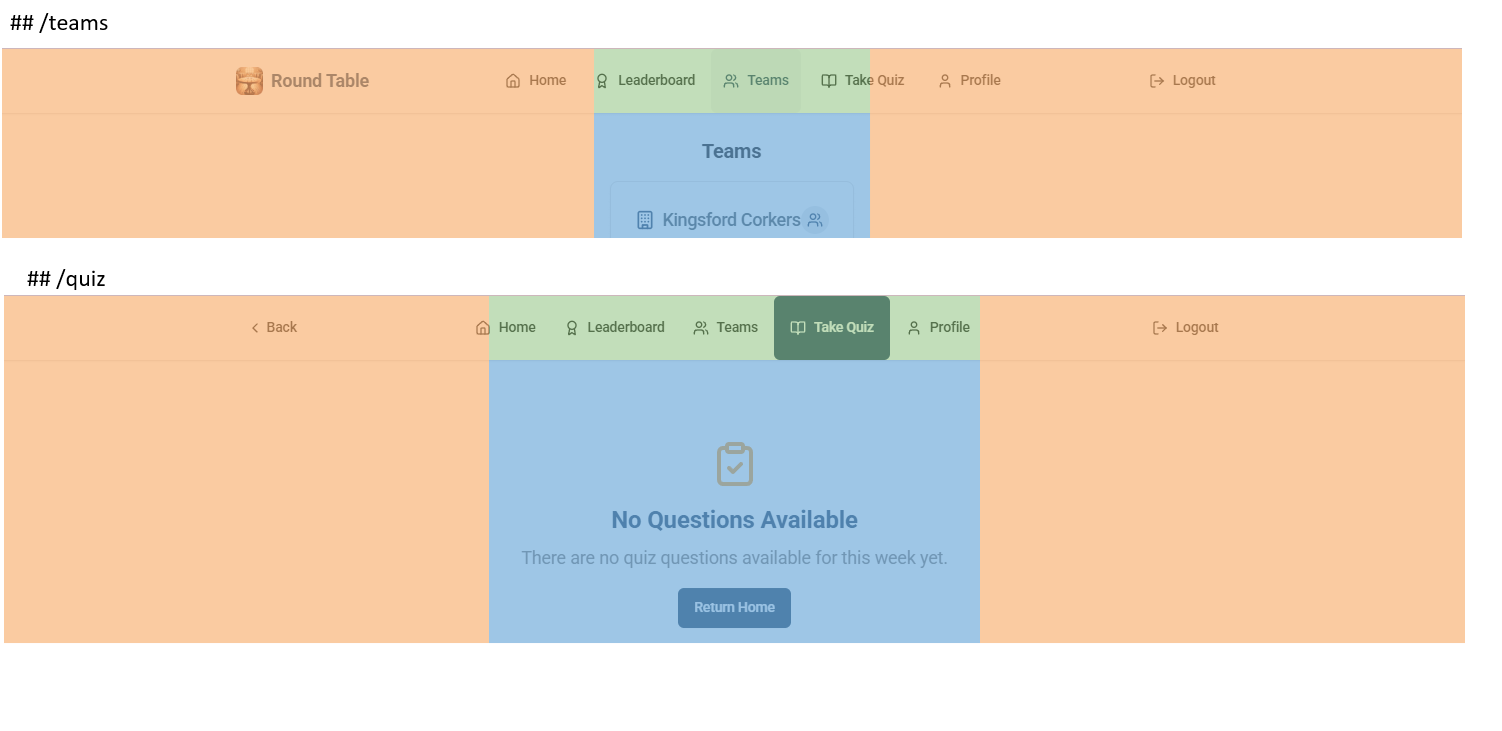 ## /teams
Round Table Home Leaderboard Teams Take Quiz Profile Logout
Teams
Kingsford Corkers
## /quiz
Back Home Leaderboard Teams Take Quiz Profile Logout
No Questions Available
There are no quiz questions available for this week yet.
Return Home